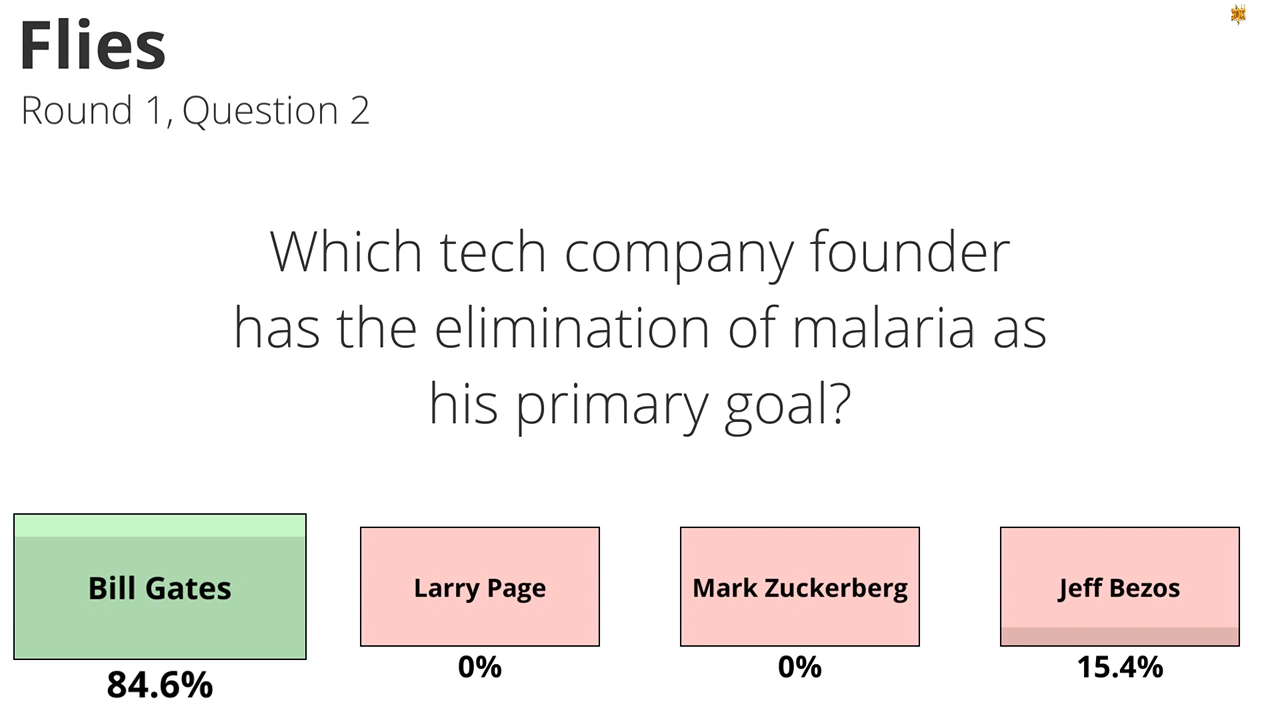 Flies
Round 1, Question 2
Which tech company founder
has the elimination of malaria as
his primary goal?
Bill Gates
Larry Page
Mark Zuckerberg
Jeff Bezos
84.6%
0%
0%
15.4%